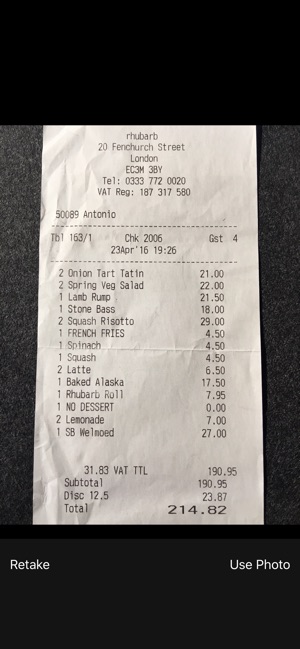 rhubarb
20 Fenchurch Street
London
EC3M 3BY
Tel: 0333 772 0020
VAT Reg: 187 317 580
50089 Antonio
Tbl 163/1 Chk 2006 Gst 4
23Apr'16 19:26
2 Onion Tart Tatin 21.00
2 Spring Veg Salad 22.00
1 Lamb Rump 21.50
1 Stone Bass 18.00
2 Squash Risotto 29.00
1 FRENCH FRIES 4.50
1 Spinach 4.50
1 Squash 4.50
2 Latte 6.50
1 Baked Alaska 17.50
1 Rhubarb Roll 7.95
1 NO DESSERT 0.00
2 Lemonade 7.00
1 SB Welmoed 27.00
31.83 VAT TTL 190.95
Subtotal 190.95
Disc 12.5 23.87
Total 214.82
Retake Use Photo